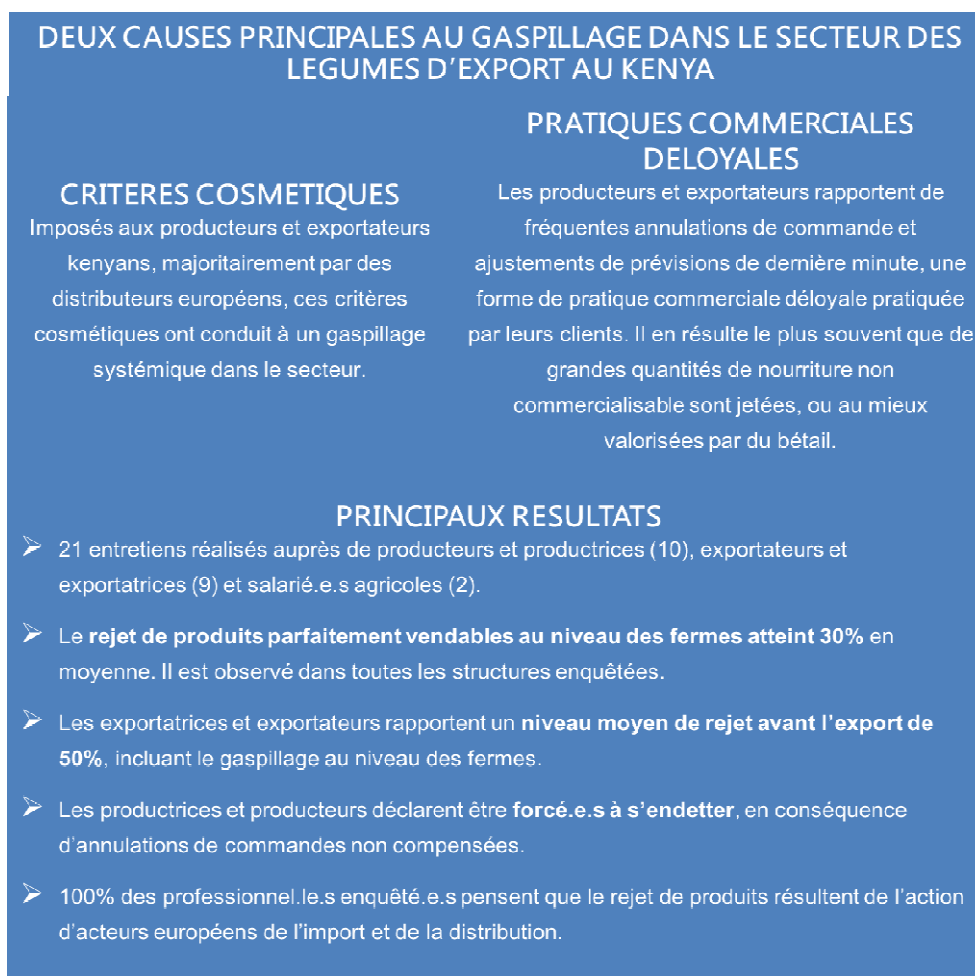 DEUX CAUSES PRINCIPALES AU GASPILLAGE DANS LE SECTEUR DES
LEGUMES D'EXPORT AU KENYA
CRITERES COSMETIQUES
Imposés aux producteurs et exportateurs
kenyans, majoritairement par des
distributeurs européens, ces critères
cosmétiques ont conduit à un gaspillage
systémique dans le secteur.
PRATIQUES COMMERCIALES
DELOYALES
Les producteurs et exportateurs rapportent de
fréquentes annulations de commande et
ajustements de prévisions de dernière minute, une
forme de pratique commerciale déloyale pratiquée
par leurs clients. Il en résulte le plus souvent que de
grandes quantités de nourriture non
commercialisable sont jetées, ou au mieux
valorisées par du bétail.
PRINCIPAUX RESULTATS
➢ 21 entretiens réalisés auprès de producteurs et productrices (10), exportateurs et
exportatrices (9) et salarié.e.s agricoles (2).
➢ Le rejet de produits parfaitement vendables au niveau des fermes atteint 30% en
moyenne. Il est observé dans toutes les structures enquêtées.
➢ Les exportatrices et exportateurs rapportent un niveau moyen de rejet avant l'export de
50%, incluant le gaspillage au niveau des fermes.
➢ Les productrices et producteurs déclarent être forcé.e.s à s'endetter, en conséquence
d'annulations de commandes non compensées.
➢ 100% des professionnel.le.s enquêté.e.s pensent que le rejet de produits résultent de l'action
d'acteurs européens de l'import et de la distribution.